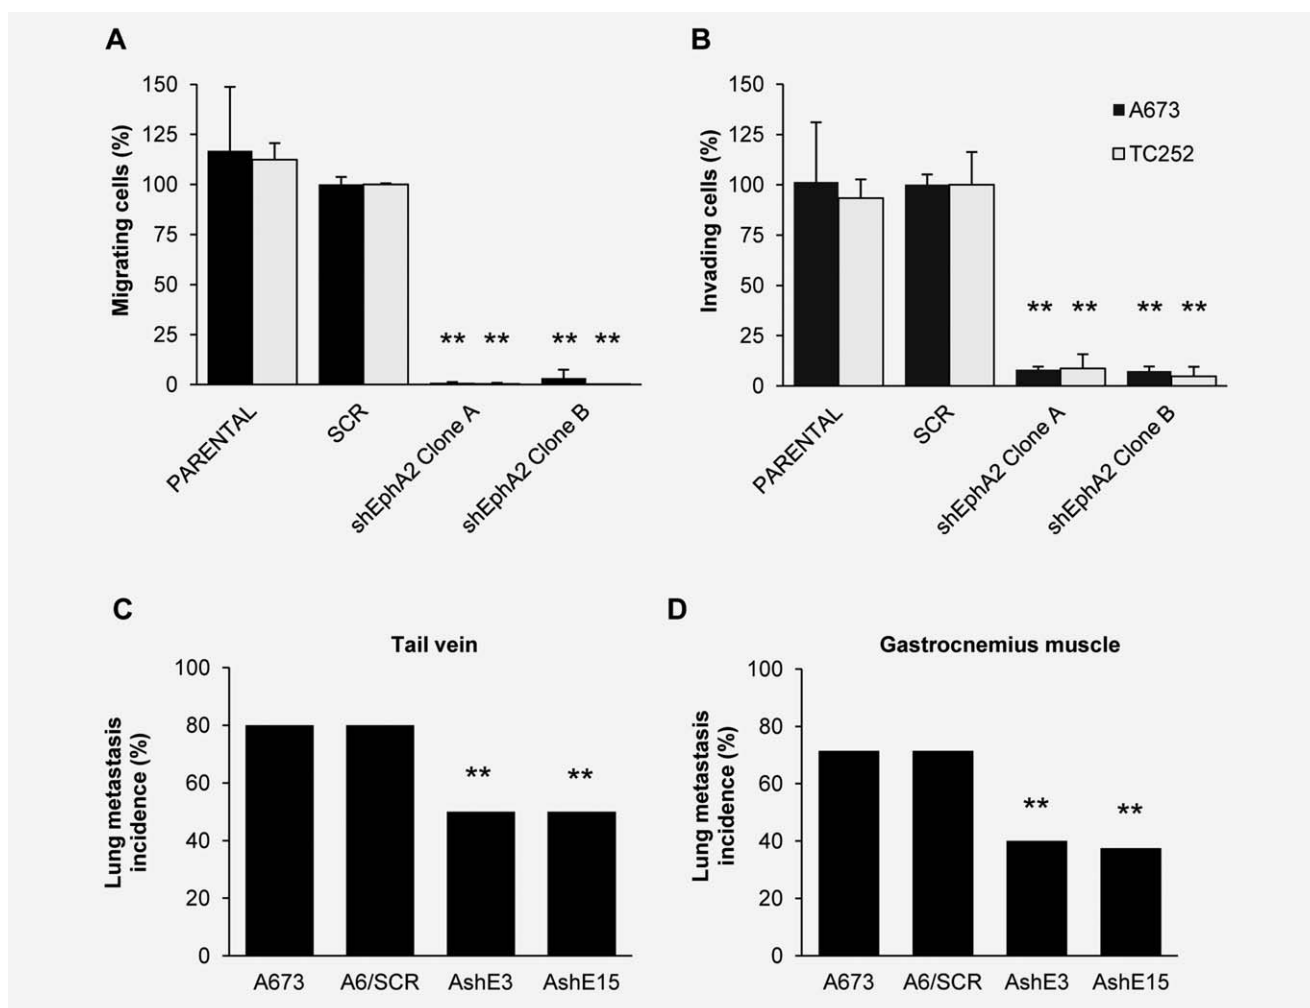 A
150
125
100
75
50
25
0
Migrating cells (%)
** ** ** **
PARENTAL
SCR
shEphA2 Clone A
shEphA2 Clone B
B
150
125
100
75
50
25
0
Invading cells (%)
A673
TC252
** ** ** **
PARENTAL
SCR
shEphA2 Clone A
shEphA2 Clone B
C
Tail vein
100
80
60
40
20
0
Lung metastasis
incidence (%)
** **
A673 A6/SCR AshE3 AshE15
D
Gastrocnemius muscle
100
80
60
40
20
0
Lung metastasis
incidence (%)
** **
A673 A6/SCR AshE3 AshE15